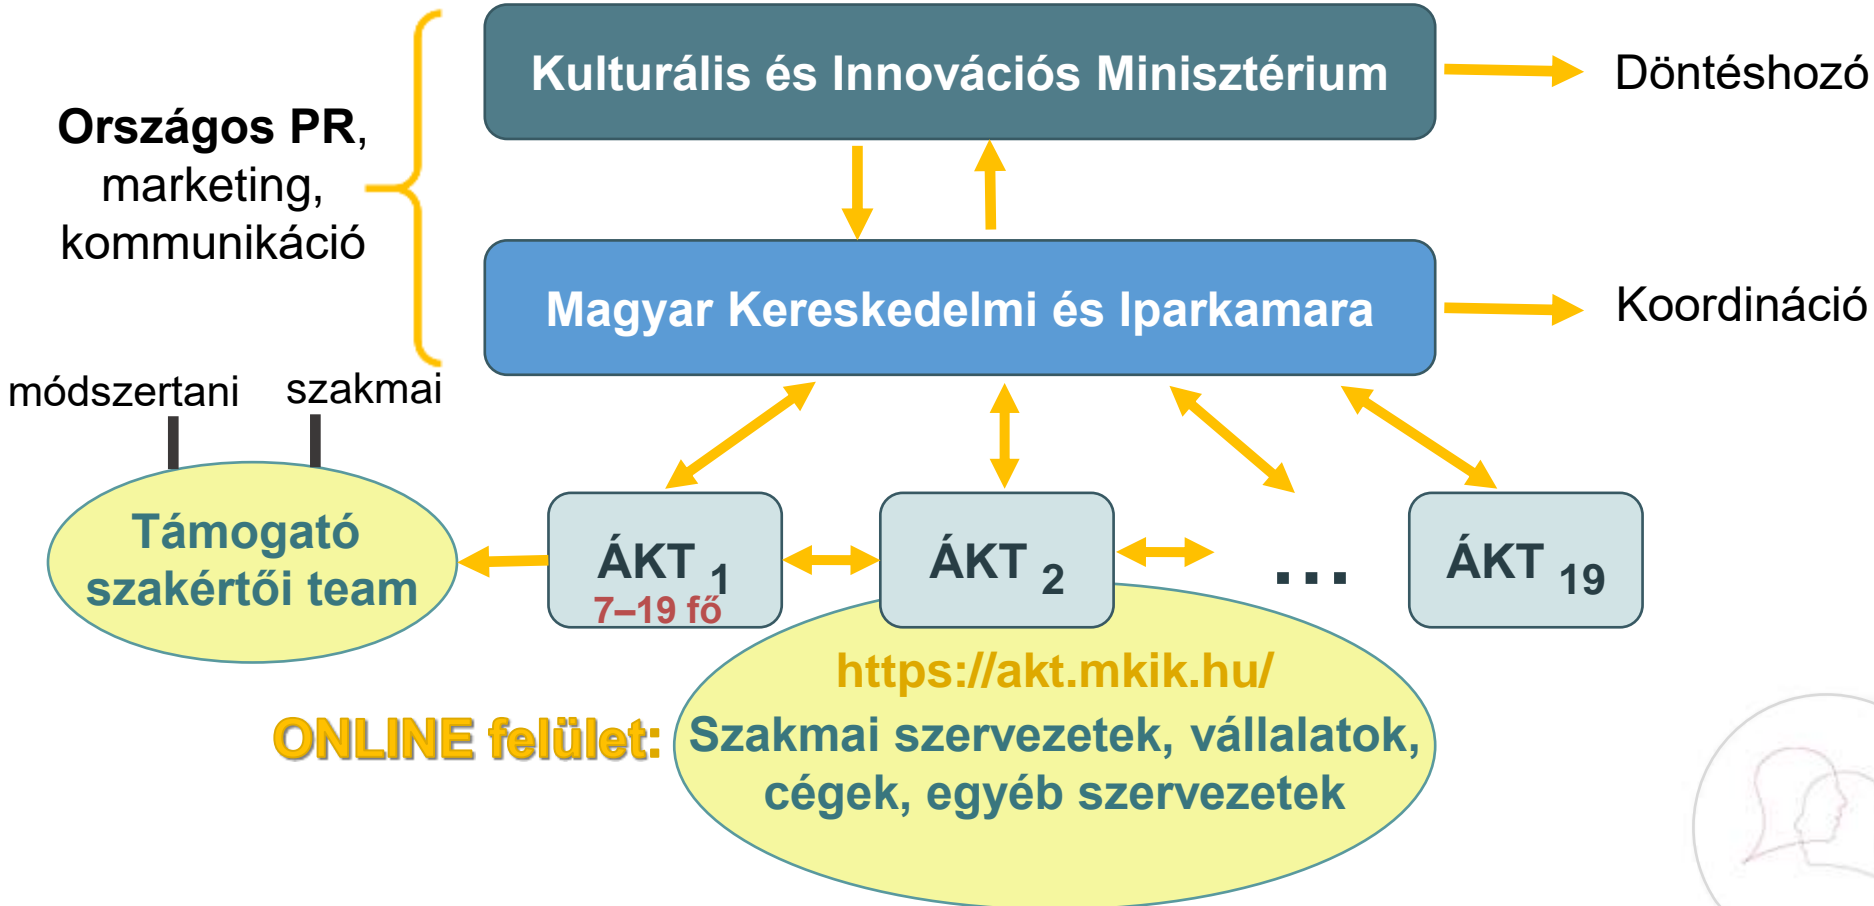 Kulturális és Innovációs Minisztérium
Döntéshozó
Országos PR,
marketing,
kommunikáció
Magyar Kereskedelmi és Iparkamara
Koordináció
módszertani
szakmai
Támogató
szakértői team
ÁKT 1
7–19 fő
ÁKT 2
...
ÁKT 19
https://akt.mkik.hu/
ONLINE felület:
Szakmai szervezetek, vállalatok,
cégek, egyéb szervezetek